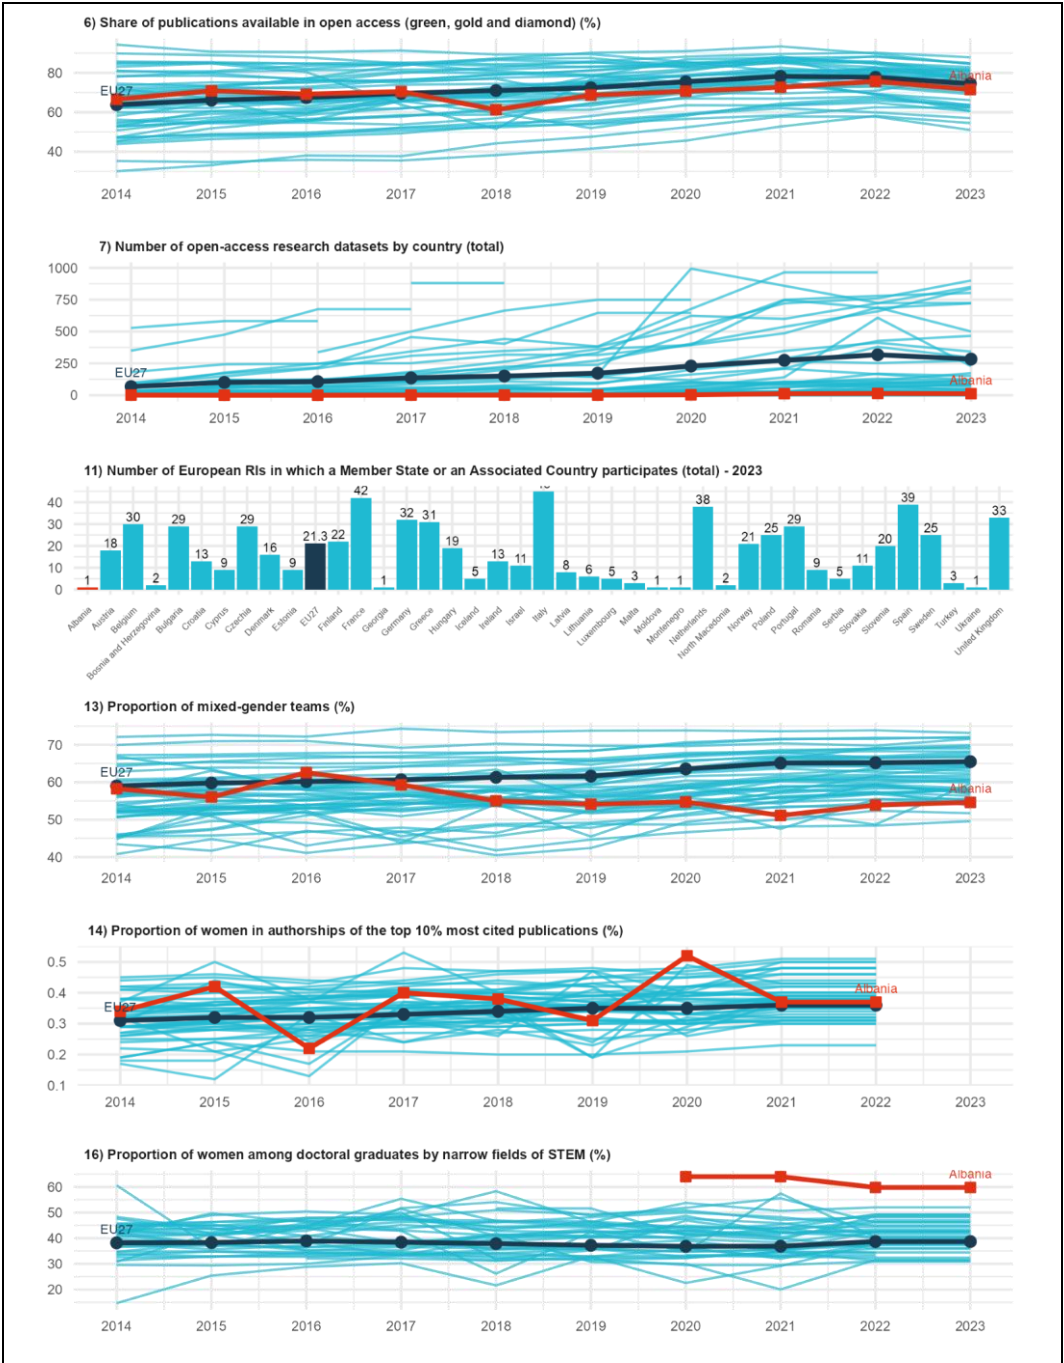 6) Share of publications available in open access (green, gold and diamond) (%)
80
60
40
EU27
Albania
2014 2015 2016 2017 2018 2019 2020 2021 2022 2023
7) Number of open-access research datasets by country (total)
1000
750
500
250
0
EU27
Albania
2014 2015 2016 2017 2018 2019 2020 2021 2022 2023
11) Number of European RIs in which a Member State or an Associated Country participates (total) - 2023
40
30
20
10
0
1 18 30 2 29 13 9 29 16 9 21.3 22 42 1 32 31 19 5 13 11 8 6 5 3 1 1 38 2 21 25 29 9 5 11 20 39 25 3 1 33
Albania Austria Belgium Bosnia and Herzegovina Bulgaria Croatia Cyprus Czechia Denmark Estonia EU27 Finland France Georgia Germany Greece Hungary Iceland Ireland Israel Italy Latvia Lithuania Luxembourg Malta Moldova Montenegro Netherlands North Macedonia Norway Poland Portugal Romania Serbia Slovakia Slovenia Spain Sweden Turkey Ukraine United Kingdom
13) Proportion of mixed-gender teams (%)
70
60
50
40
EU27
Albania
2014 2015 2016 2017 2018 2019 2020 2021 2022 2023
14) Proportion of women in authorships of the top 10% most cited publications (%)
0.5
0.4
0.3
0.2
0.1
EU27
Albania
2014 2015 2016 2017 2018 2019 2020 2021 2022 2023
16) Proportion of women among doctoral graduates by narrow fields of STEM (%)
60
50
40
30
20
EU27
Albania
2014 2015 2016 2017 2018 2019 2020 2021 2022 2023